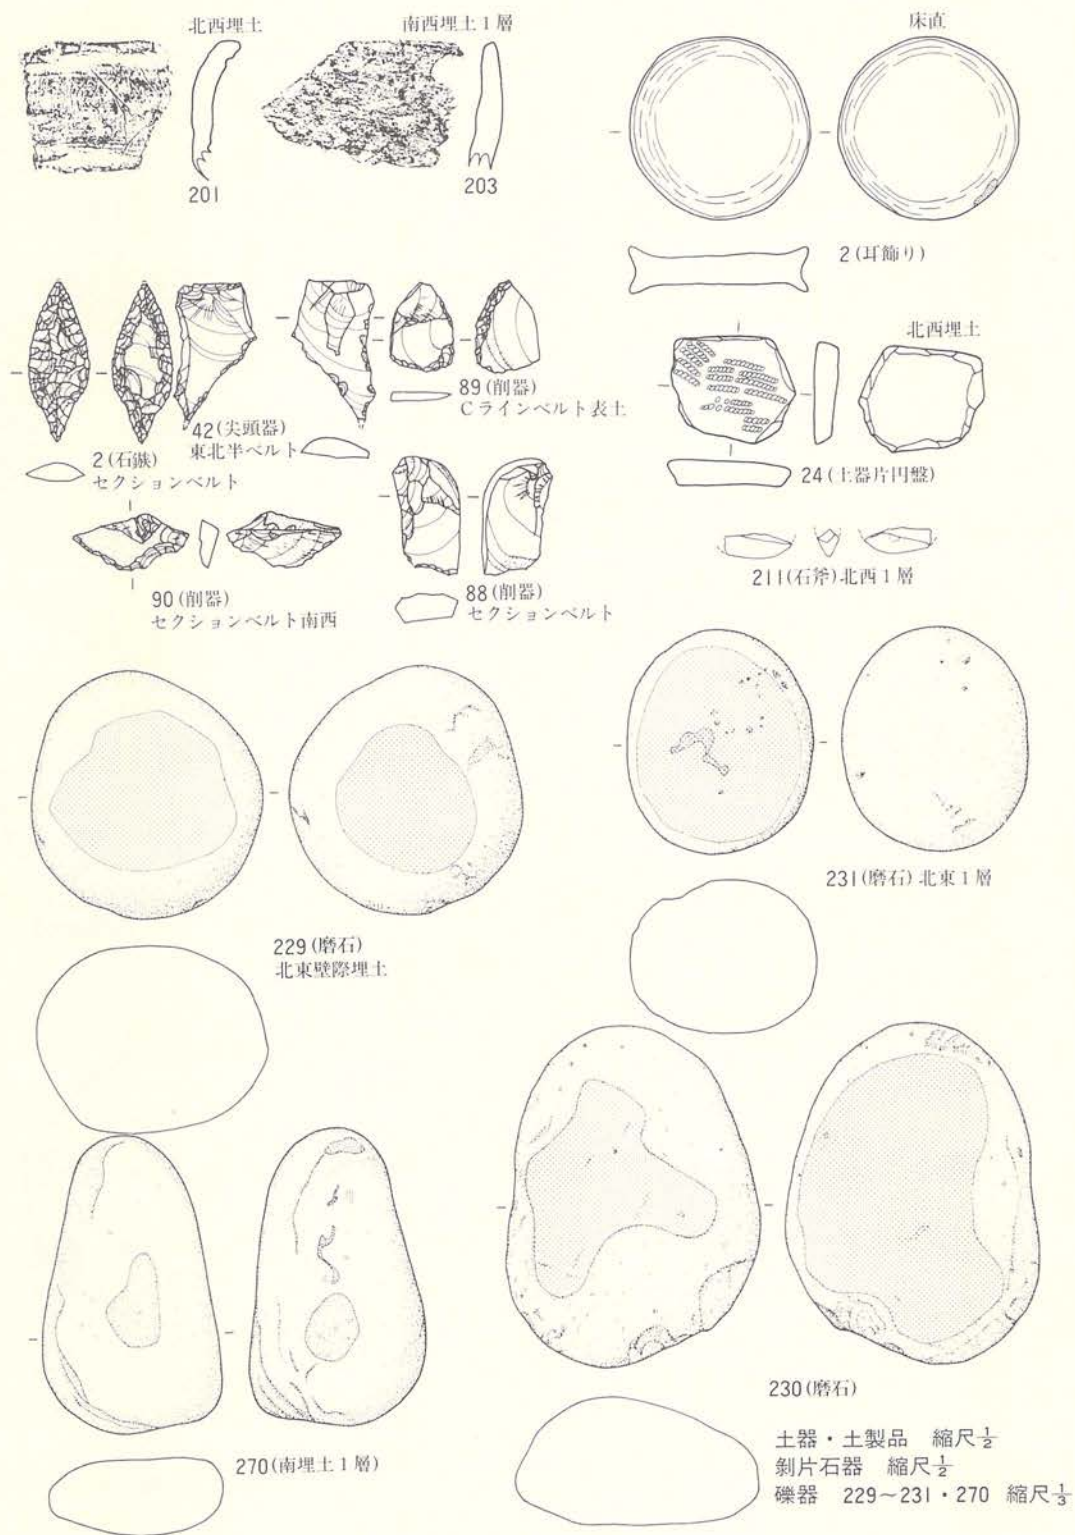 北西埋土
201
南西埋土1層
203
床直
2(耳飾り)
2(石鏃)
セクションベルト
42(尖頭器)
東北半ベルト
89(削器)
Cラインベルト表土
北西埋土
24(土器片円盤)
90(削器)
セクションベルト南西
88(削器)
セクションベルト
211(石斧)北西1層
229(磨石)
北東壁際埋土
231(磨石)北東1層
270(南埋土1層)
230(磨石)
土器・土製品 縮尺1/2
剝片石器 縮尺1/2
礫器 229~231・270 縮尺1/3